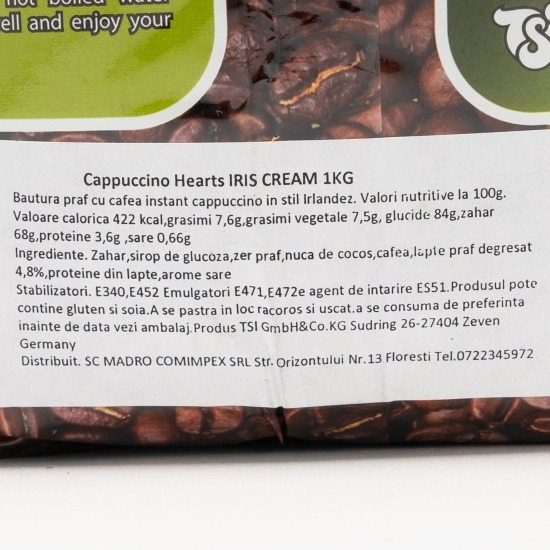 not boiled water
ell and enjoy your
TSI
Cappuccino Hearts IRIS CREAM 1KG
Bautura praf cu cafea instant cappuccino in stil Irlandez. Valori nutritive la 100g.
Valoare calorica 422 kcal,grasimi 7,6g,grasimi vegetale 7,5g, glucide 84g,zahar
68g,proteine 3,6g ,sare 0,66g
Ingrediente. Zahar,sirop de glucoza,zer praf,nuca de cocos,cafea,lapte praf degresat
4,8%,proteine din lapte,arome sare
Stabilizatori. E340,E452 Emulgatori E471,E472e agent de intarire ES51.Produsul pote
contine gluten si soia.A se pastra in loc racoros si uscat.a se consuma de preferinta
inainte de data vezi ambalaj.Produs TSI GmbH&Co.KG Sudring 26-27404 Zeven
Germany
Distribuit. SC MADRO COMIMPEX SRL Str. Orizontului Nr.13 Floresti Tel.0722345972